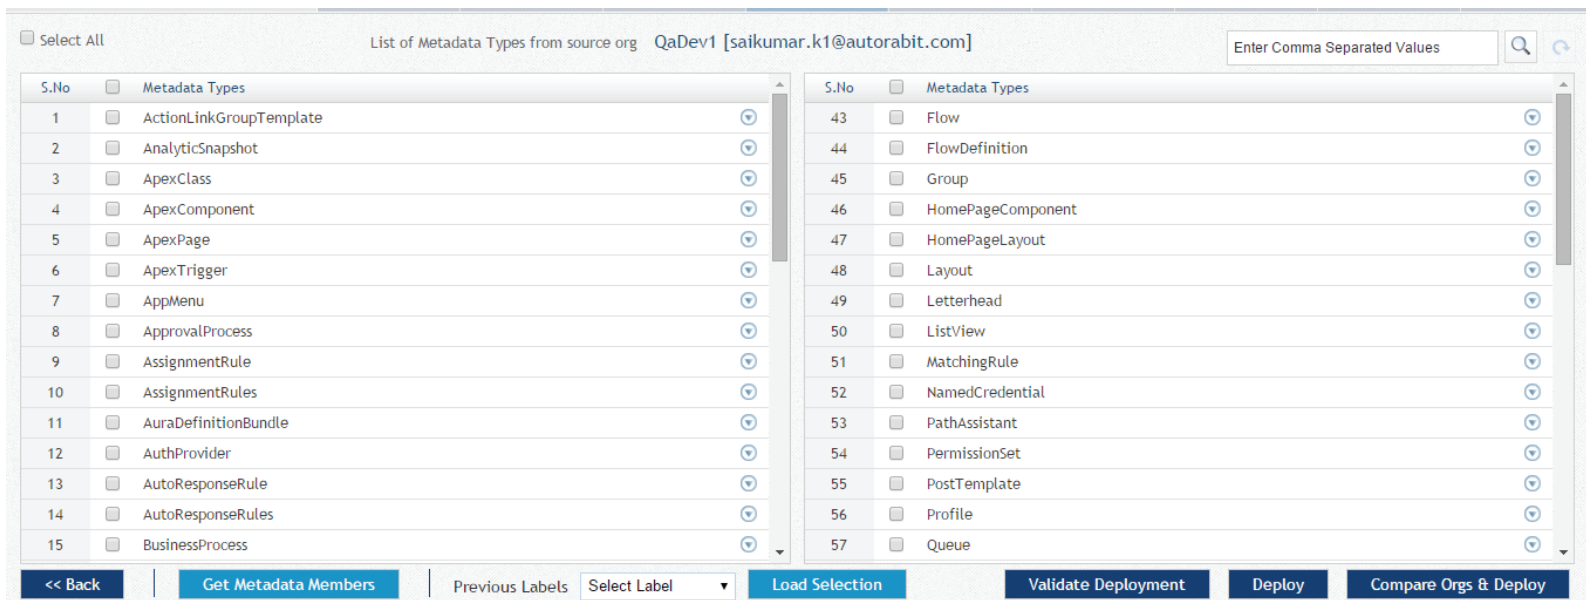 Select All
List of Metadata Types from source org QaDev1 [saikumar.k1@autorabit.com]
Enter Comma Separated Values
S.No Metadata Types
1 ActionLinkGroupTemplate
2 AnalyticSnapshot
3 ApexClass
4 ApexComponent
5 ApexPage
6 ApexTrigger
7 AppMenu
8 ApprovalProcess
9 AssignmentRule
10 AssignmentRules
11 AuraDefinitionBundle
12 AuthProvider
13 AutoResponseRule
14 AutoResponseRules
15 BusinessProcess
S.No Metadata Types
43 Flow
44 FlowDefinition
45 Group
46 HomePageComponent
47 HomePageLayout
48 Layout
49 Letterhead
50 ListView
51 MatchingRule
52 NamedCredential
53 PathAssistant
54 PermissionSet
55 PostTemplate
56 Profile
57 Queue
<< Back Get Metadata Members Previous Labels Select Label Load Selection Validate Deployment Deploy Compare Orgs & Deploy